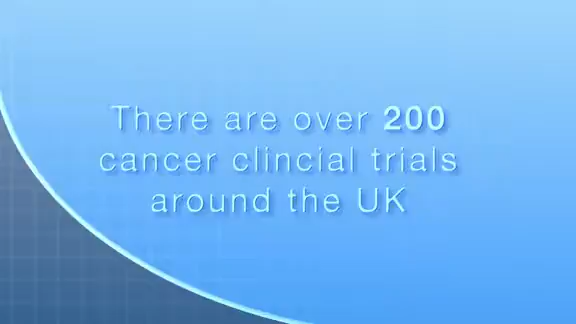 There are over 200
cancer clincial trials
around the UK